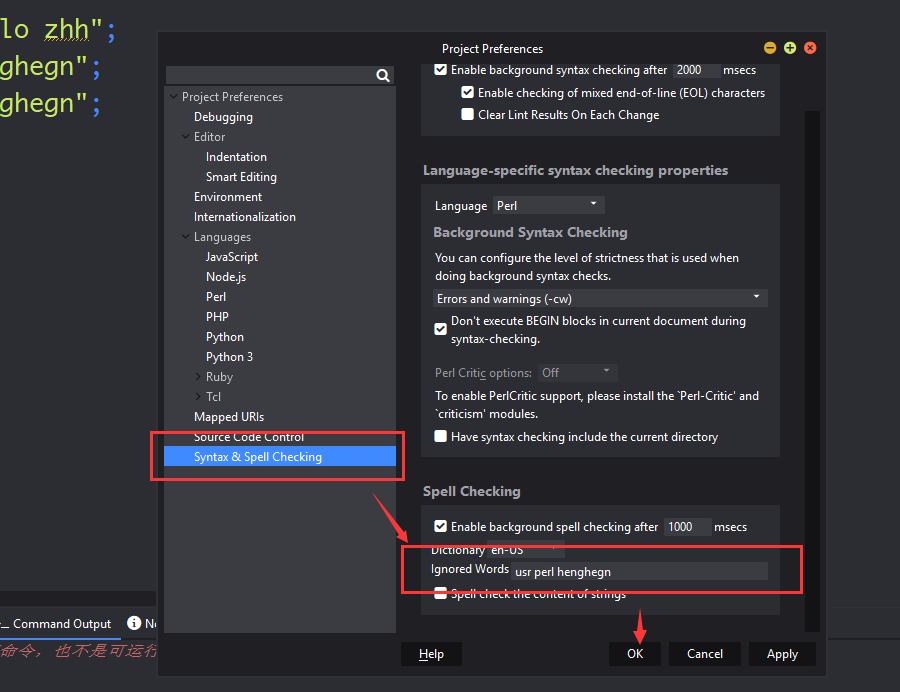 lo zhh";
ghegn";
ghegn";
Project Preferences
Project Preferences
Debugging
Editor
Indentation
Smart Editing
Environment
Internationalization
Languages
JavaScript
Node.js
Perl
PHP
Python
Python 3
Ruby
Tcl
Mapped URIs
Source Code Control
Syntax & Spell Checking
Enable background syntax checking after 2000 msecs
Enable checking of mixed end-of-line (EOL) characters
Clear Lint Results On Each Change
Language-specific syntax checking properties
Language Perl
Background Syntax Checking
You can configure the level of strictness that is used when
doing background syntax checks.
Errors and warnings (-cw)
Don't execute BEGIN blocks in current document during
syntax-checking.
Perl Critic options: Off
To enable PerlCritic support, please install the `Perl-Critic' and
`criticism' modules.
Have syntax checking include the current directory
Spell Checking
Enable background spell checking after 1000 msecs
Dictionary en-US
Ignored Words usr perl henghegn
Spell check the content of strings
Help
OK
Cancel
Apply
Command Output
命令，也不是可运行